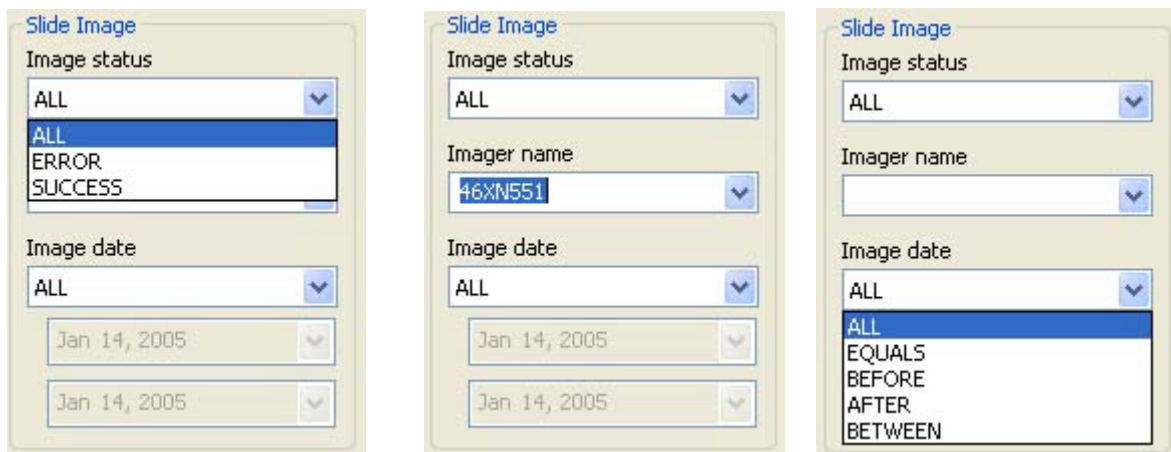 Slide Image
Image status
ALL
ALL
ERROR
SUCCESS
Image date
ALL
Jan 14, 2005
Jan 14, 2005
Slide Image
Image status
ALL
Imager name
46XN551
Image date
ALL
Jan 14, 2005
Jan 14, 2005
Slide Image
Image status
ALL
Imager name
Image date
ALL
ALL
EQUALS
BEFORE
AFTER
BETWEEN